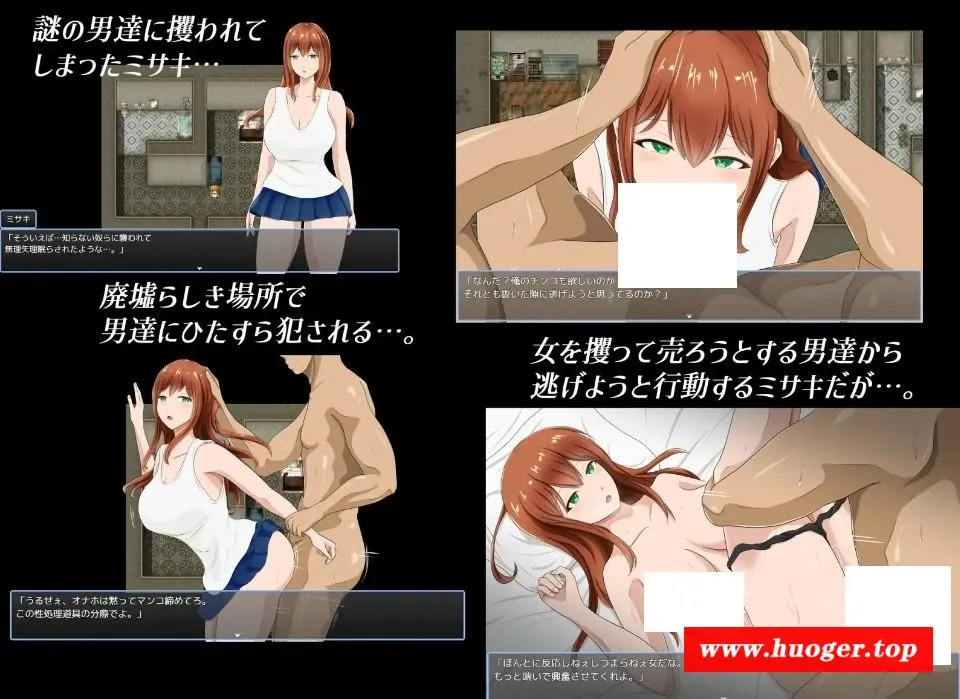 謎の男達に攫われて
しまったミサキ…
ミサキ
「そういえば…知らない奴らに襲われて
無理矢理眠らされたような…。」
「なんだ？俺のチンコも欲しいのか
それとも抜いた隙に逃げようと思ってるのか？」
廃墟らしき場所で
男達にひたすら犯される…。
女を攫って売ろうとする男達から
逃げようと行動するミサキだが…。
「うるせぇ、オナホは黙ってマンコ締めてろ。
この性処理道具の分際でよ。」
「ほんとに反応しねぇしつまらねぇ女だな。
もっと喘いで興奮させてくれよ。」
www.huoger.top